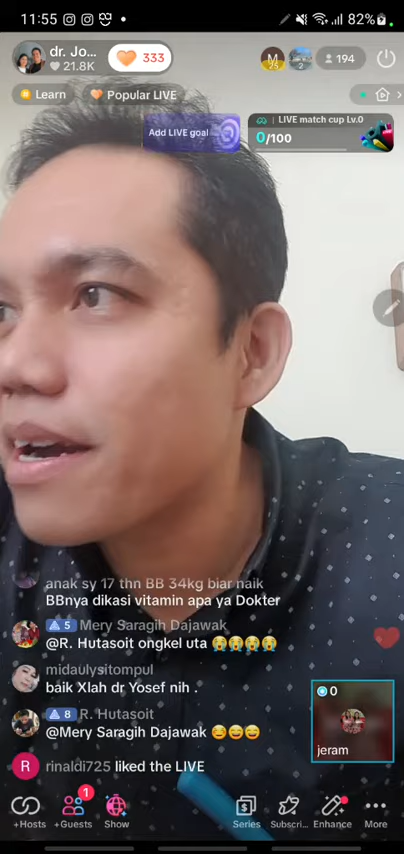 11:55
82%
dr. Jo...
21.8K
333
M
25
2
194
Learn
Popular LIVE
Add LIVE goal
LIVE match cup Lv.0
0/100
anak sy 17 thn BB 34kg biar naik
BBnya dikasi vitamin apa ya Dokter
5 Mery Saragih Dajawak
@R. Hutasoit ongkel uta 😭😭😭😭
midaulysitompul
baik Xlah dr Yosef nih .
8 R. Hutasoit
@Mery Saragih Dajawak 😄😄😄
0
jeram
R rinaldi725 liked the LIVE
1
+Hosts +Guests Show Series Subscri... Enhance More